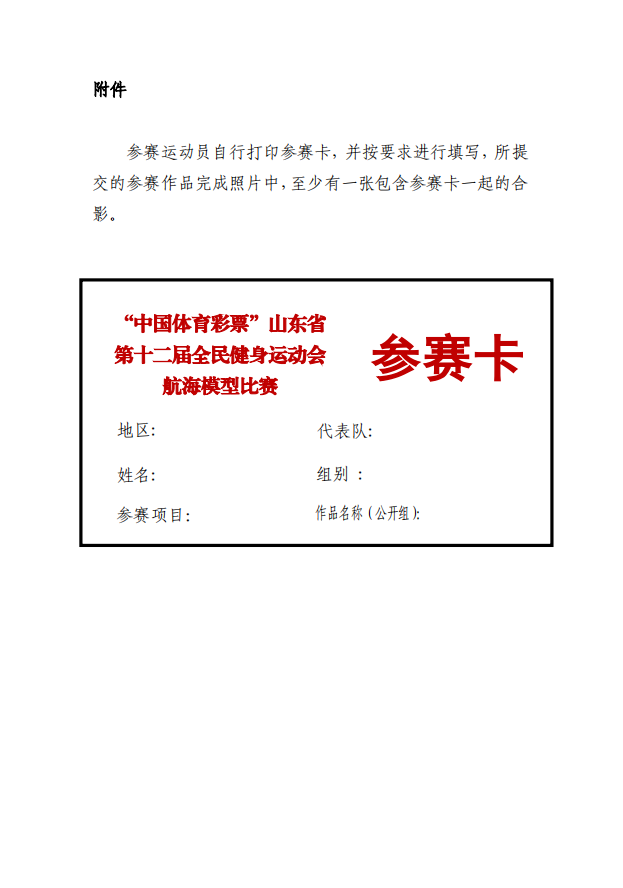 附件
参赛运动员自行打印参赛卡，并按要求进行填写，所提
交的参赛作品完成照片中，至少有一张包含参赛卡一起的合
影。
“中国体育彩票”山东省
第十二届全民健身运动会
航海模型比赛
参赛卡
地区：
代表队：
姓名：
组别 ：
参赛项目：
作品名称（公开组）：